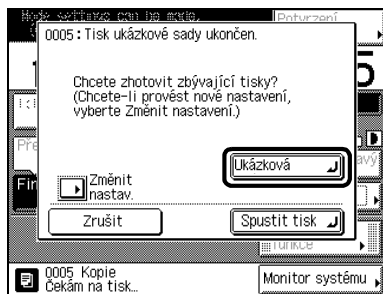 Potvrzení
0005 : Tisk ukázkové sady ukončen.
Chcete zhotovit zbývající tisky?
(Chcete-li provést nové nastavení,
vyberte Změnit nastavení.)
Ukázková
Změnit
nastav.
Zrušit
Spustit tisk
funkce
0005 Kopie
Čekám na tisk...
Monitor systému